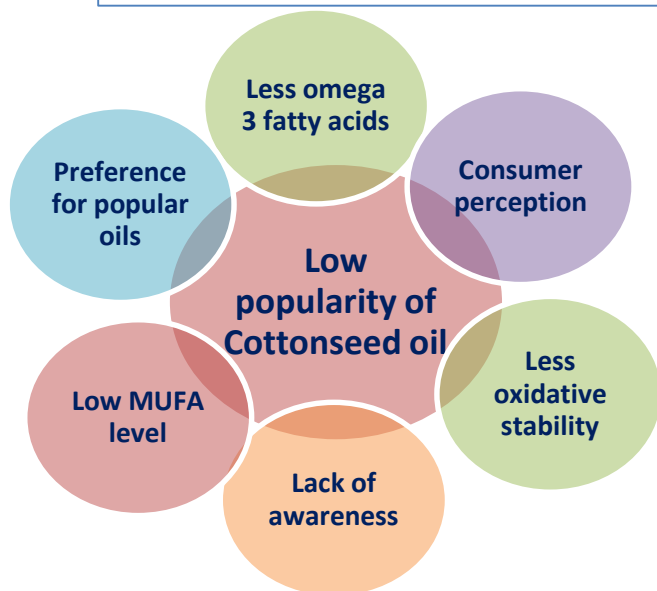 Less omega
3 fatty acids
Preference
for popular
oils
Consumer
perception
Low
popularity of
Cottonseed oil
Low MUFA
level
Less
oxidative
stability
Lack of
awareness